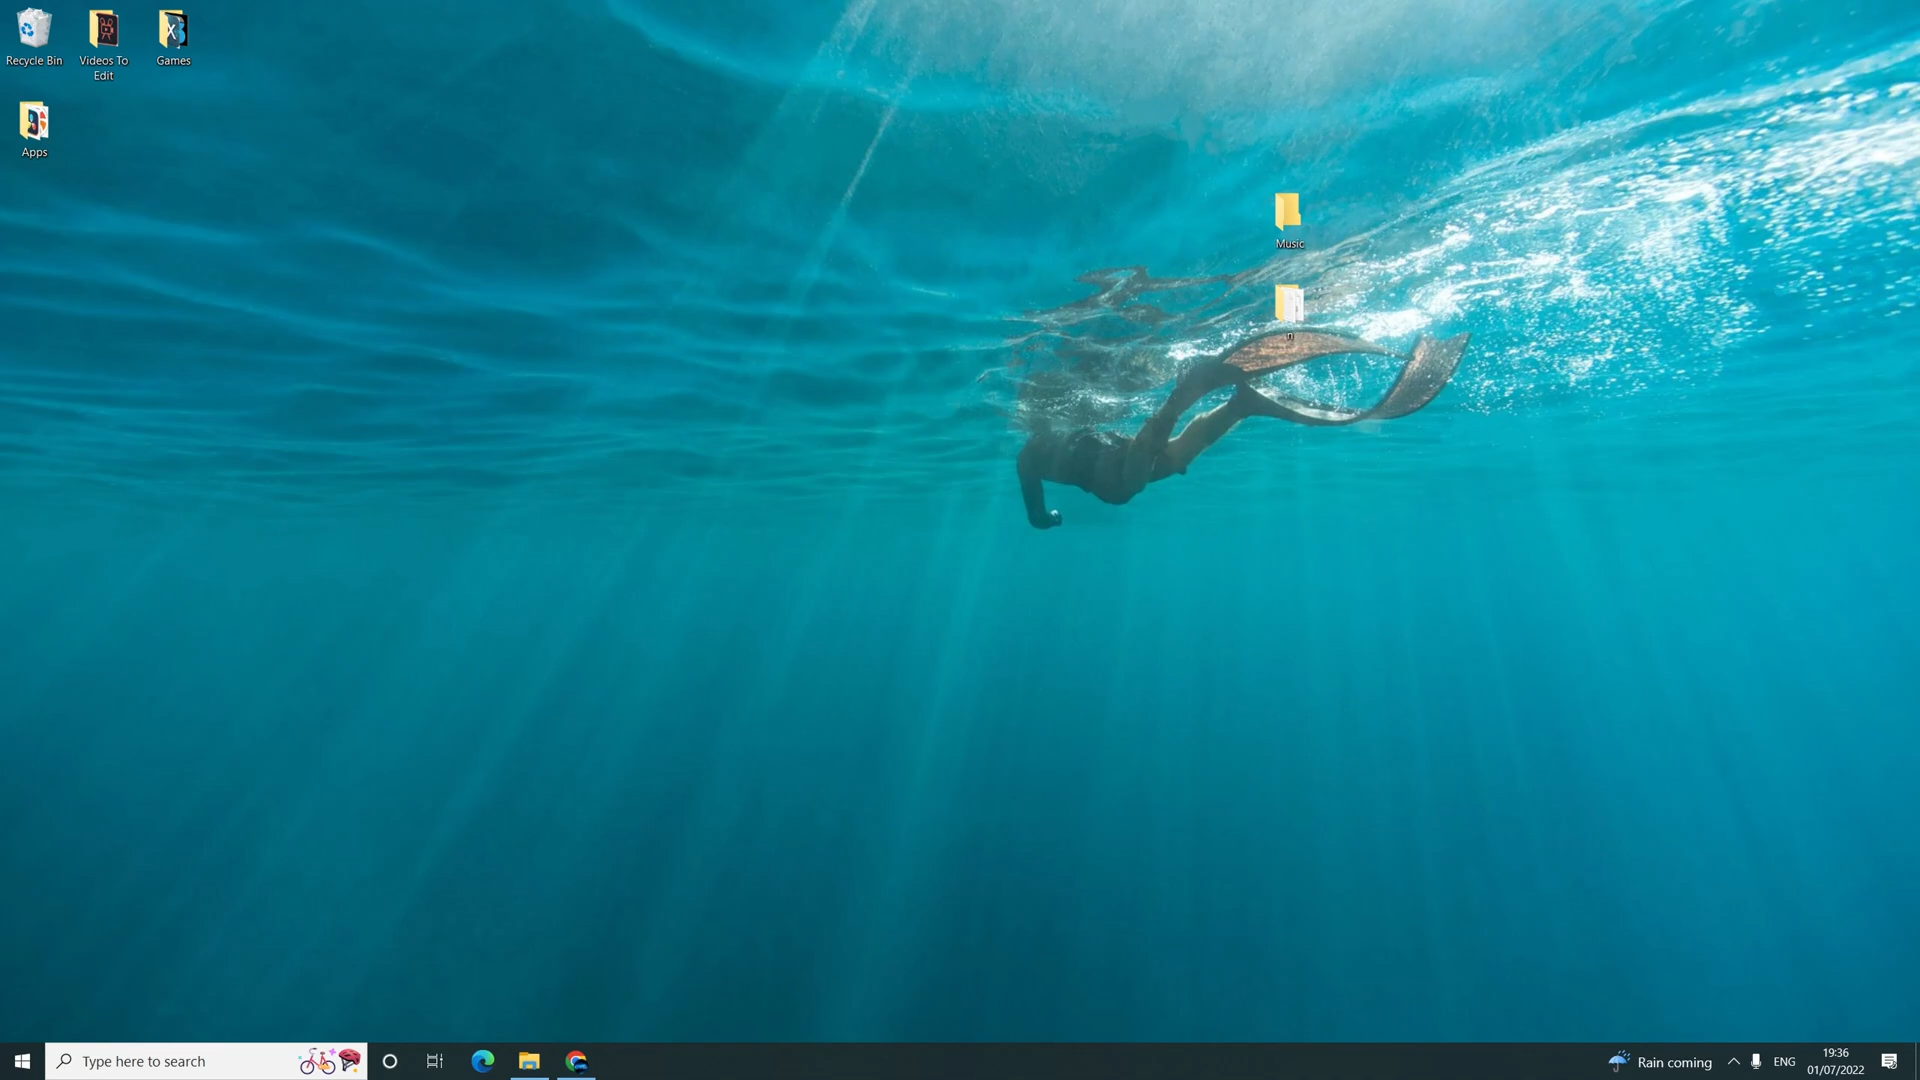 Recycle Bin
Videos To
Edit
Games
Apps
Music
n
Type here to search
Rain coming
ENG
19:36
01/07/2022